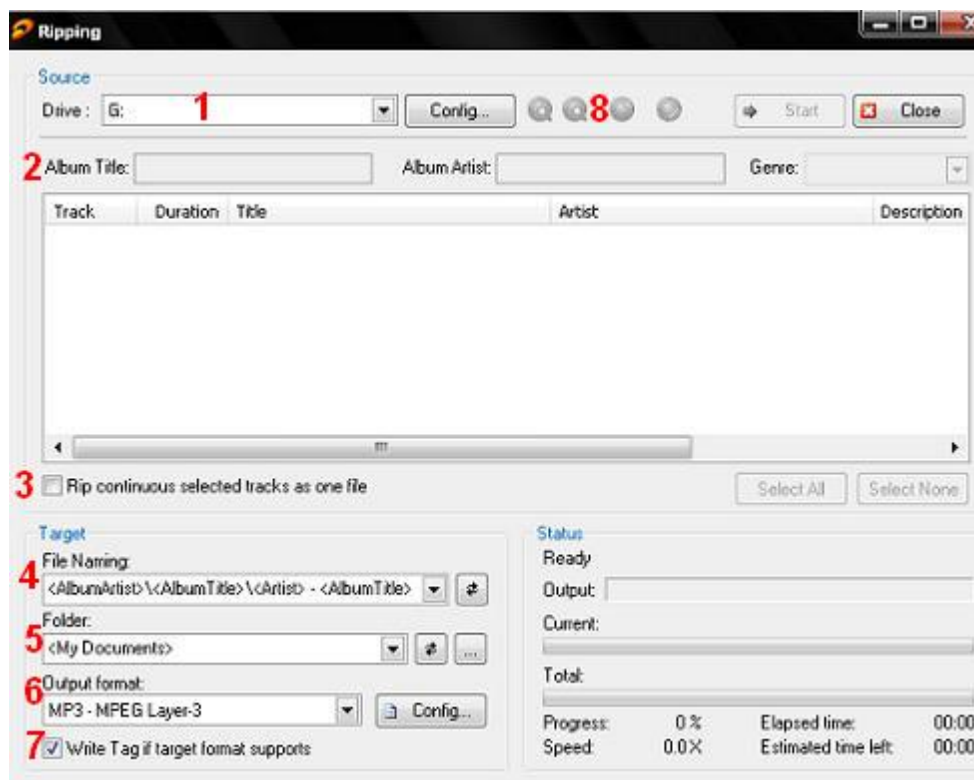 Ripping
Source
Drive : G: 1 Config... 8 Start Close
2 Album Title: Album Artist: Genre:
Track Duration Title Artist Description
3 Rip continuous selected tracks as one file Select All Select None
Target
File Naming:
4 <AlbumArtist>\<AlbumTitle>\<Artist> - <AlbumTitle>
Folder:
5 <My Documents> ...
Output format:
6 MP3 - MPEG Layer-3 Config...
7 Write Tag if target format supports
Status
Ready
Output:
Current:
Total:
Progress: 0 % Elapsed time: 00:00
Speed: 0.0X Estimated time left: 00:00